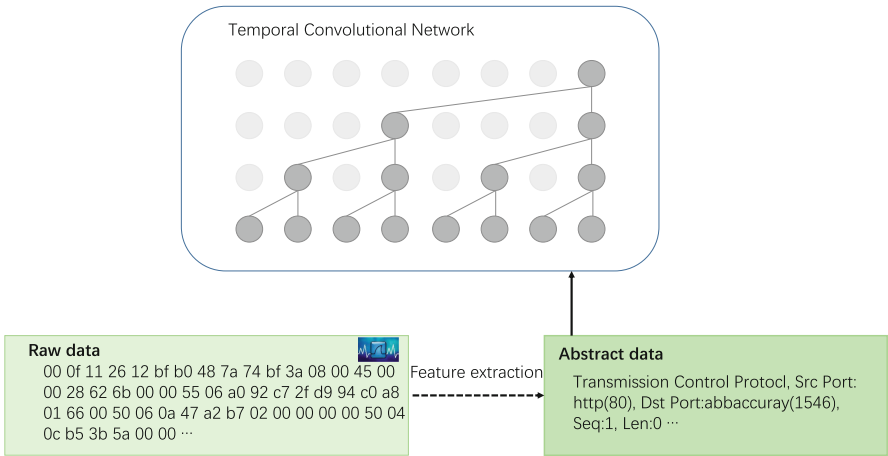 Temporal Convolutional Network
Raw data
00 0f 11 26 12 bf b0 48 7a 74 bf 3a 08 00 45 00
00 28 62 6b 00 00 55 06 a0 92 c7 2f d9 94 c0 a8
01 66 00 50 06 0a 47 a2 b7 02 00 00 00 00 50 04
0c b5 3b 5a 00 00 ···
Feature extraction
Abstract data
Transmission Control Protocl, Src Port:
http(80), Dst Port:abbaccuray(1546),
Seq:1, Len:0 ···